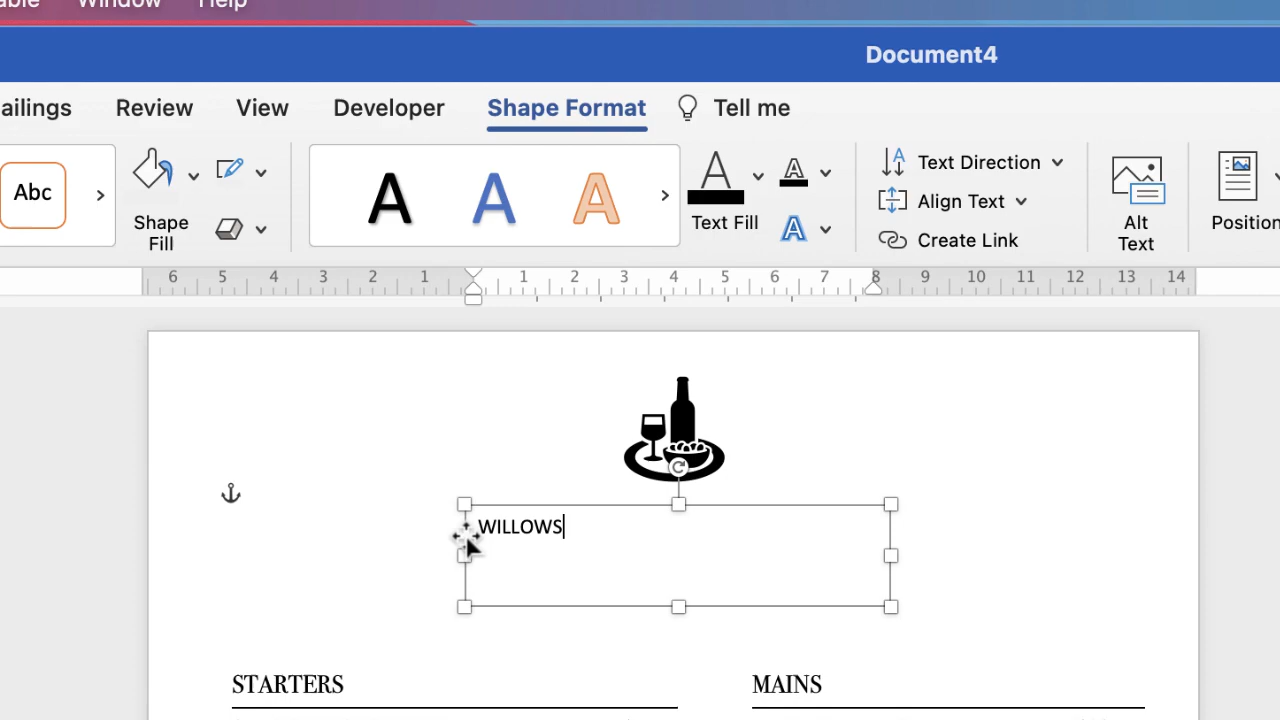 Window Help
Document4
ailings Review View Developer Shape Format Tell me
Abc A A A A A Text Direction
Align Text
Create Link
Shape Fill
Text Fill
A
Alt Text
Position
6 5 4 3 2 1 1 2 3 4 5 6 7 8 9 10 11 12 13 14
WILLOWS
STARTERS MAINS